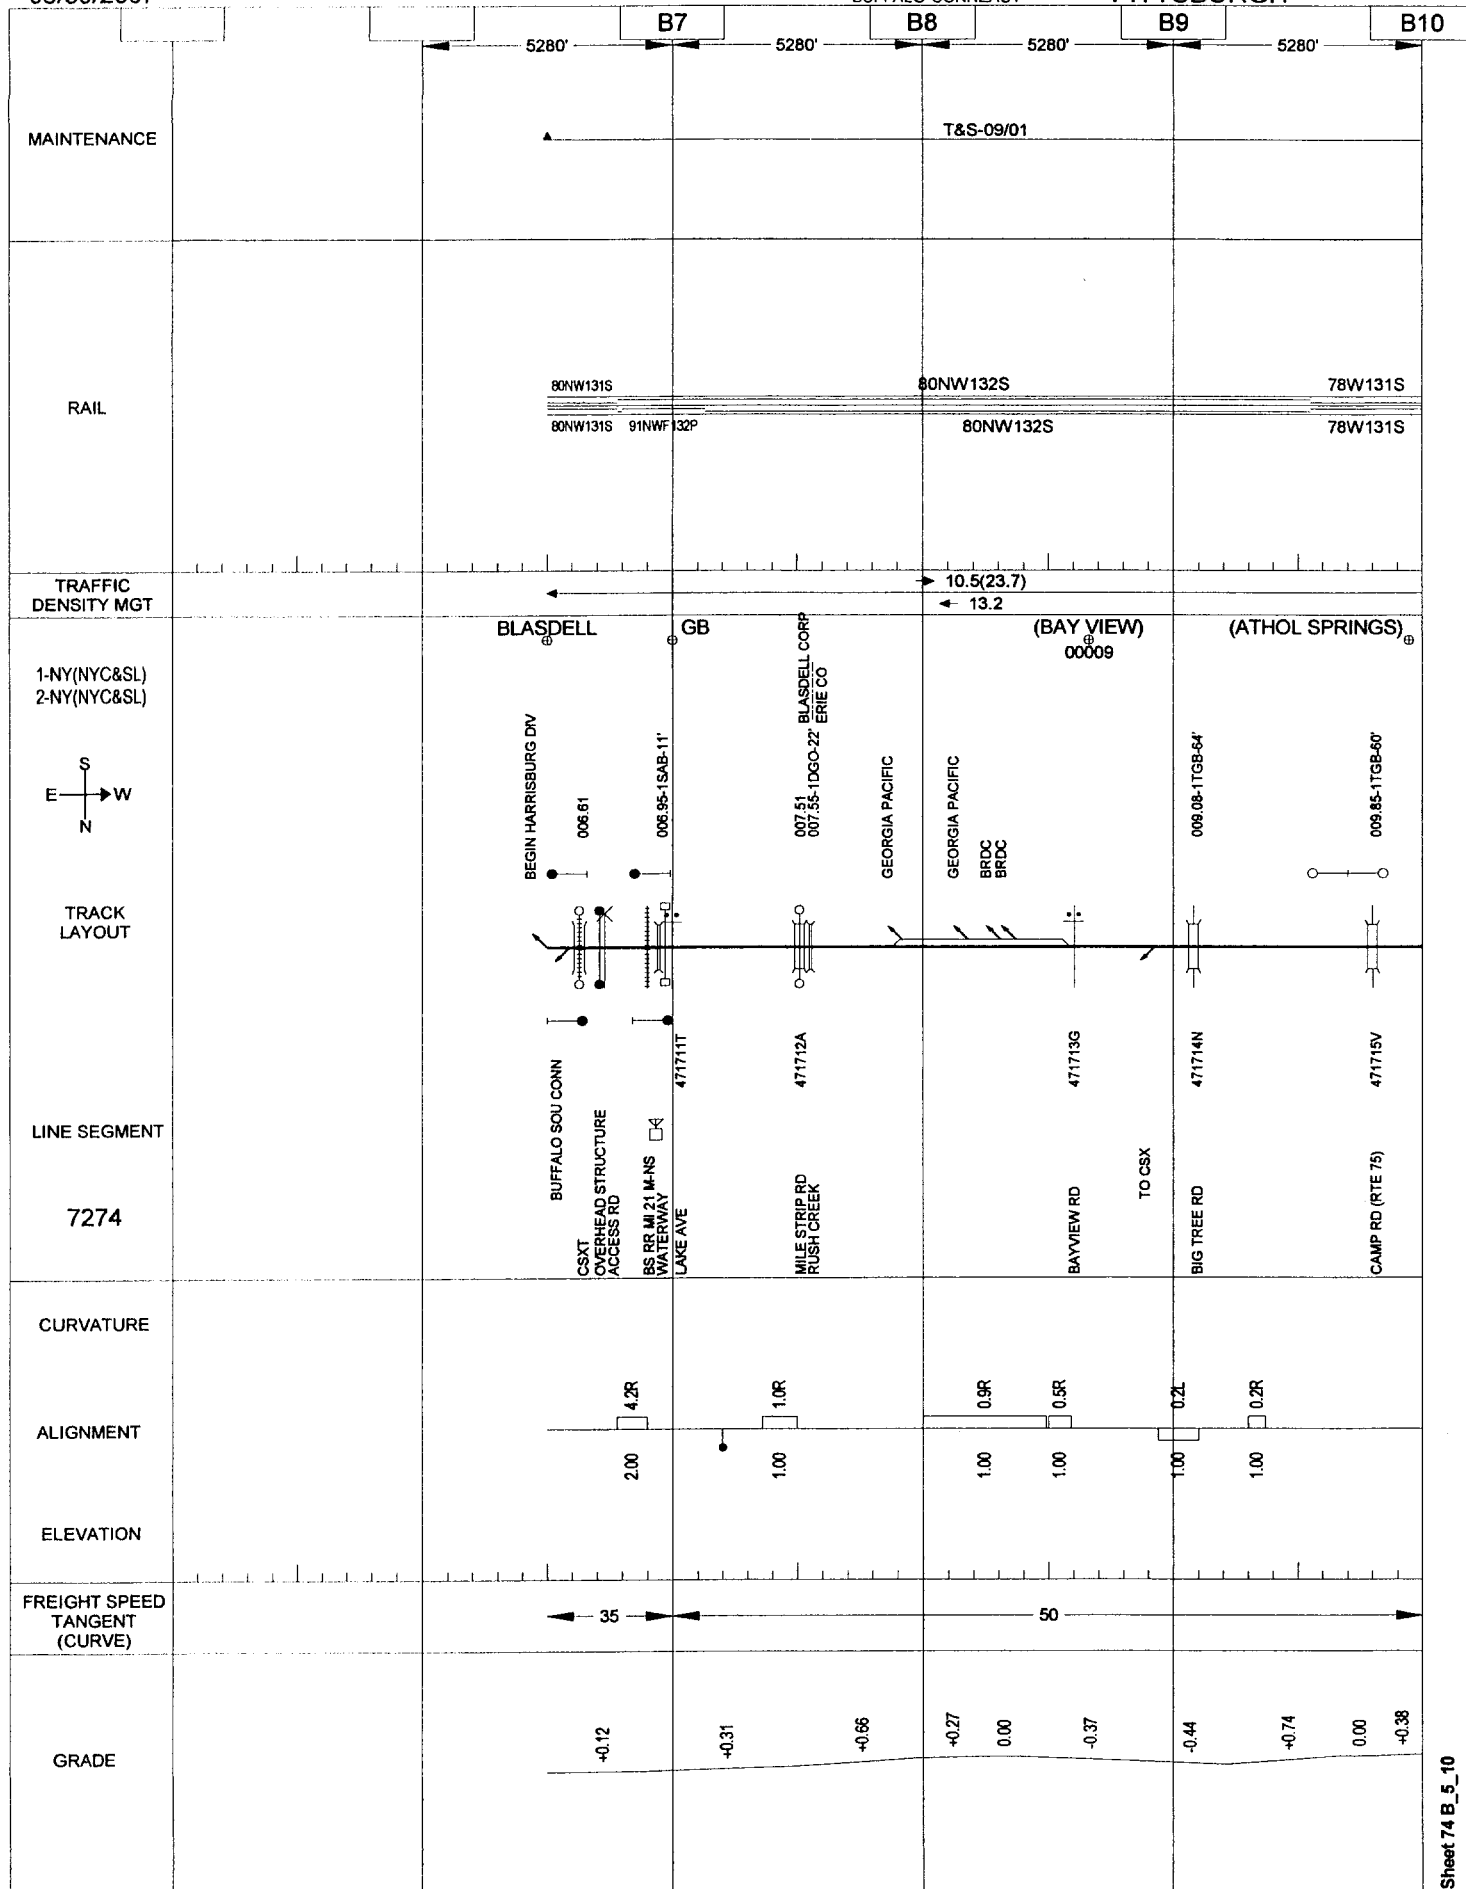 B7 B8 B9 B10
5280' 5280' 5280' 5280'
MAINTENANCE
T&S-09/01
RAIL
80NW131S 80NW132S 78W131S
80NW131S 91NWF132P 80NW132S 78W131S
TRAFFIC
DENSITY MGT
10.5(23.7)
13.2
BLASDELL GB (BAY VIEW) (ATHOL SPRINGS)
00009
1-NY(NYC&SL)
2-NY(NYC&SL)
S
E W
N
BEGIN HARRISBURG DIV
006.61
006.95-1SAB-11'
007.51 BLASDELL CORP
007.55-1DGO-22' ERIE CO
GEORGIA PACIFIC
GEORGIA PACIFIC
BRDC
BRDC
009.08-1TGB-64'
009.85-1TGB-60'
TRACK
LAYOUT
471711T
471712A
471713G
471714N
471715V
LINE SEGMENT
7274
BUFFALO SOU CONN
CSXT
OVERHEAD STRUCTURE
ACCESS RD
BS RR MI 21 M-NS
WATERWAY
LAKE AVE
MILE STRIP RD
RUSH CREEK
BAYVIEW RD
TO CSX
BIG TREE RD
CAMP RD (RTE 75)
CURVATURE
4.2R 1.0R 0.9R 0.5R 0.2L 0.2R
ALIGNMENT
2.00 1.00 1.00 1.00 1.00 1.00
ELEVATION
FREIGHT SPEED
TANGENT
(CURVE)
35 50
GRADE
+0.12 +0.31 +0.66 +0.27 0.00 -0.37 -0.44 +0.74 0.00 +0.38
Sheet 74 B_5_10